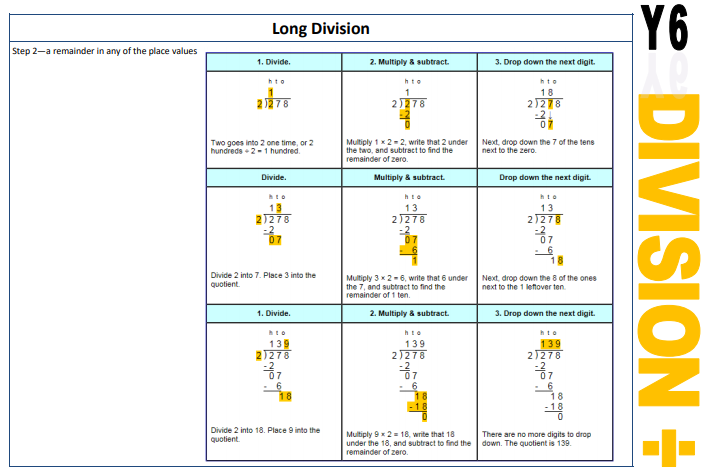 Long Division
Y6
DIVISION ÷
Step 2—a remainder in any of the place values
1. Divide.
2. Multiply & subtract.
3. Drop down the next digit.
h t o
1
2)278
Two goes into 2 one time, or 2
hundreds ÷ 2 = 1 hundred.
h t o
1
2)278
-2
0
Multiply 1 × 2 = 2, write that 2 under
the two, and subtract to find the
remainder of zero.
h t o
18
2)278
-2↓
07
Next, drop down the 7 of the tens
next to the zero.
Divide.
Multiply & subtract.
Drop down the next digit.
h t o
13
2)278
-2
07
Divide 2 into 7. Place 3 into the
quotient.
h t o
13
2)278
-2
07
- 6
1
Multiply 3 × 2 = 6, write that 6 under
the 7, and subtract to find the
remainder of 1 ten.
h t o
13
2)278
-2
07
- 6
18
Next, drop down the 8 of the ones
next to the 1 leftover ten.
1. Divide.
2. Multiply & subtract.
3. Drop down the next digit.
h t o
139
2)278
-2
07
- 6
18
Divide 2 into 18. Place 9 into the
quotient.
h t o
139
2)278
-2
07
- 6
18
-18
0
Multiply 9 × 2 = 18, write that 18
under the 18, and subtract to find the
remainder of zero.
h t o
139
2)278
-2
07
- 6
18
-18
0
There are no more digits to drop
down. The quotient is 139.